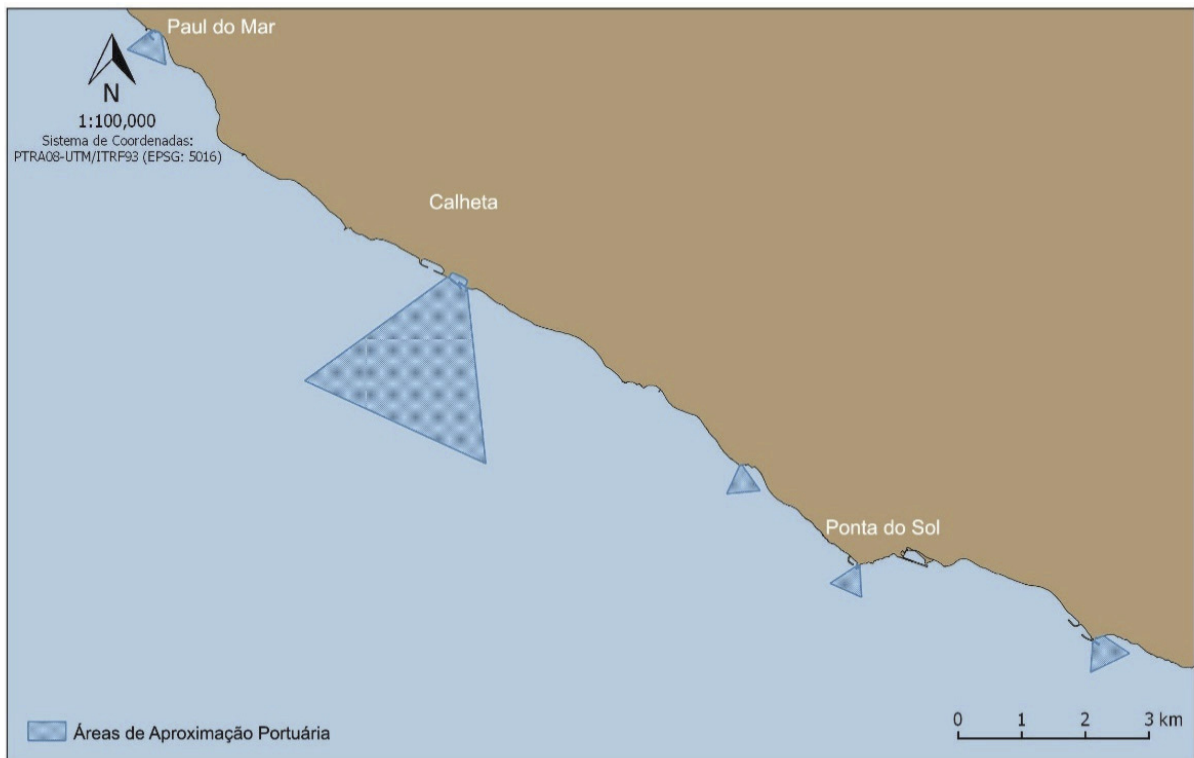 Paul do Mar
N
1:100,000
Sistema de Coordenadas:
PTRA08-UTM/ITRF93 (EPSG: 5016)
Calheta
Ponta do Sol
Áreas de Aproximação Portuária
0 1 2 3 km